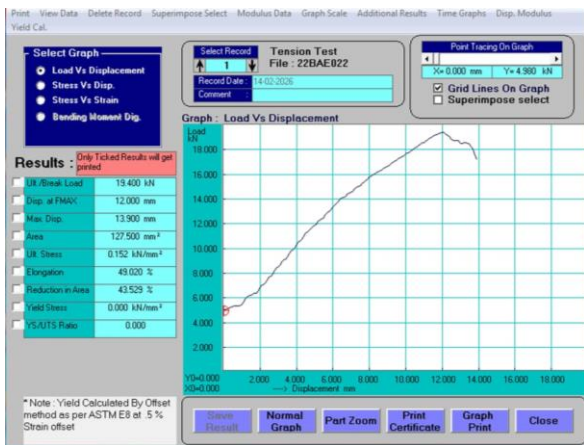 Print View Data Delete Record Superimpose Select Modulus Data Graph Scale Additional Results Time Graphs Disp. Modulus
Yield Cal.
Select Graph
Load Vs Displacement
Stress Vs Disp.
Stress Vs Strain
Bending Moment Dig.
Select Record
1
Tension Test
File : 22BAE022
Record Date : 14-02-2026
Comment :
Point Tracing On Graph
X= 0.000 mm Y= 4.980 kN
Grid Lines On Graph
Superimpose select
Results :
Only Ticked Results will get
printed
Ult./Break Load 19.400 kN
Disp. at FMAX 12.000 mm
Max. Disp. 13.900 mm
Area 127.500 mm²
Ult. Stress 0.152 kN/mm²
Elongation 49.020 %
Reduction in Area 43.529 %
Yield Stress 0.000 kN/mm²
YS/UTS Ratio 0.000
* Note : Yield Calculated By Offset
method as per ASTM E8 at .5 %
Strain offset
Graph : Load Vs Displacement
Load
kN
18.000
16.000
14.000
12.000
10.000
8.000
6.000
4.000
2.000
Y0=0.000
X0=0.000
2.000 4.000 6.000 8.000 10.000 12.000 14.000 16.000 18.000
---> Displacement mm
Save
Result
Normal
Graph
Part Zoom
Print
Certificate
Graph
Print
Close